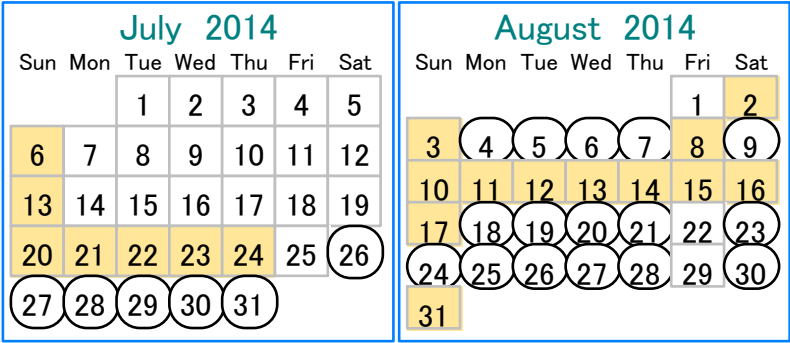 July 2014
Sun Mon Tue Wed Thu Fri Sat
1 2 3 4 5
6 7 8 9 10 11 12
13 14 15 16 17 18 19
20 21 22 23 24 25 26
27 28 29 30 31
August 2014
Sun Mon Tue Wed Thu Fri Sat
1 2
3 4 5 6 7 8 9
10 11 12 13 14 15 16
17 18 19 20 21 22 23
24 25 26 27 28 29 30
31